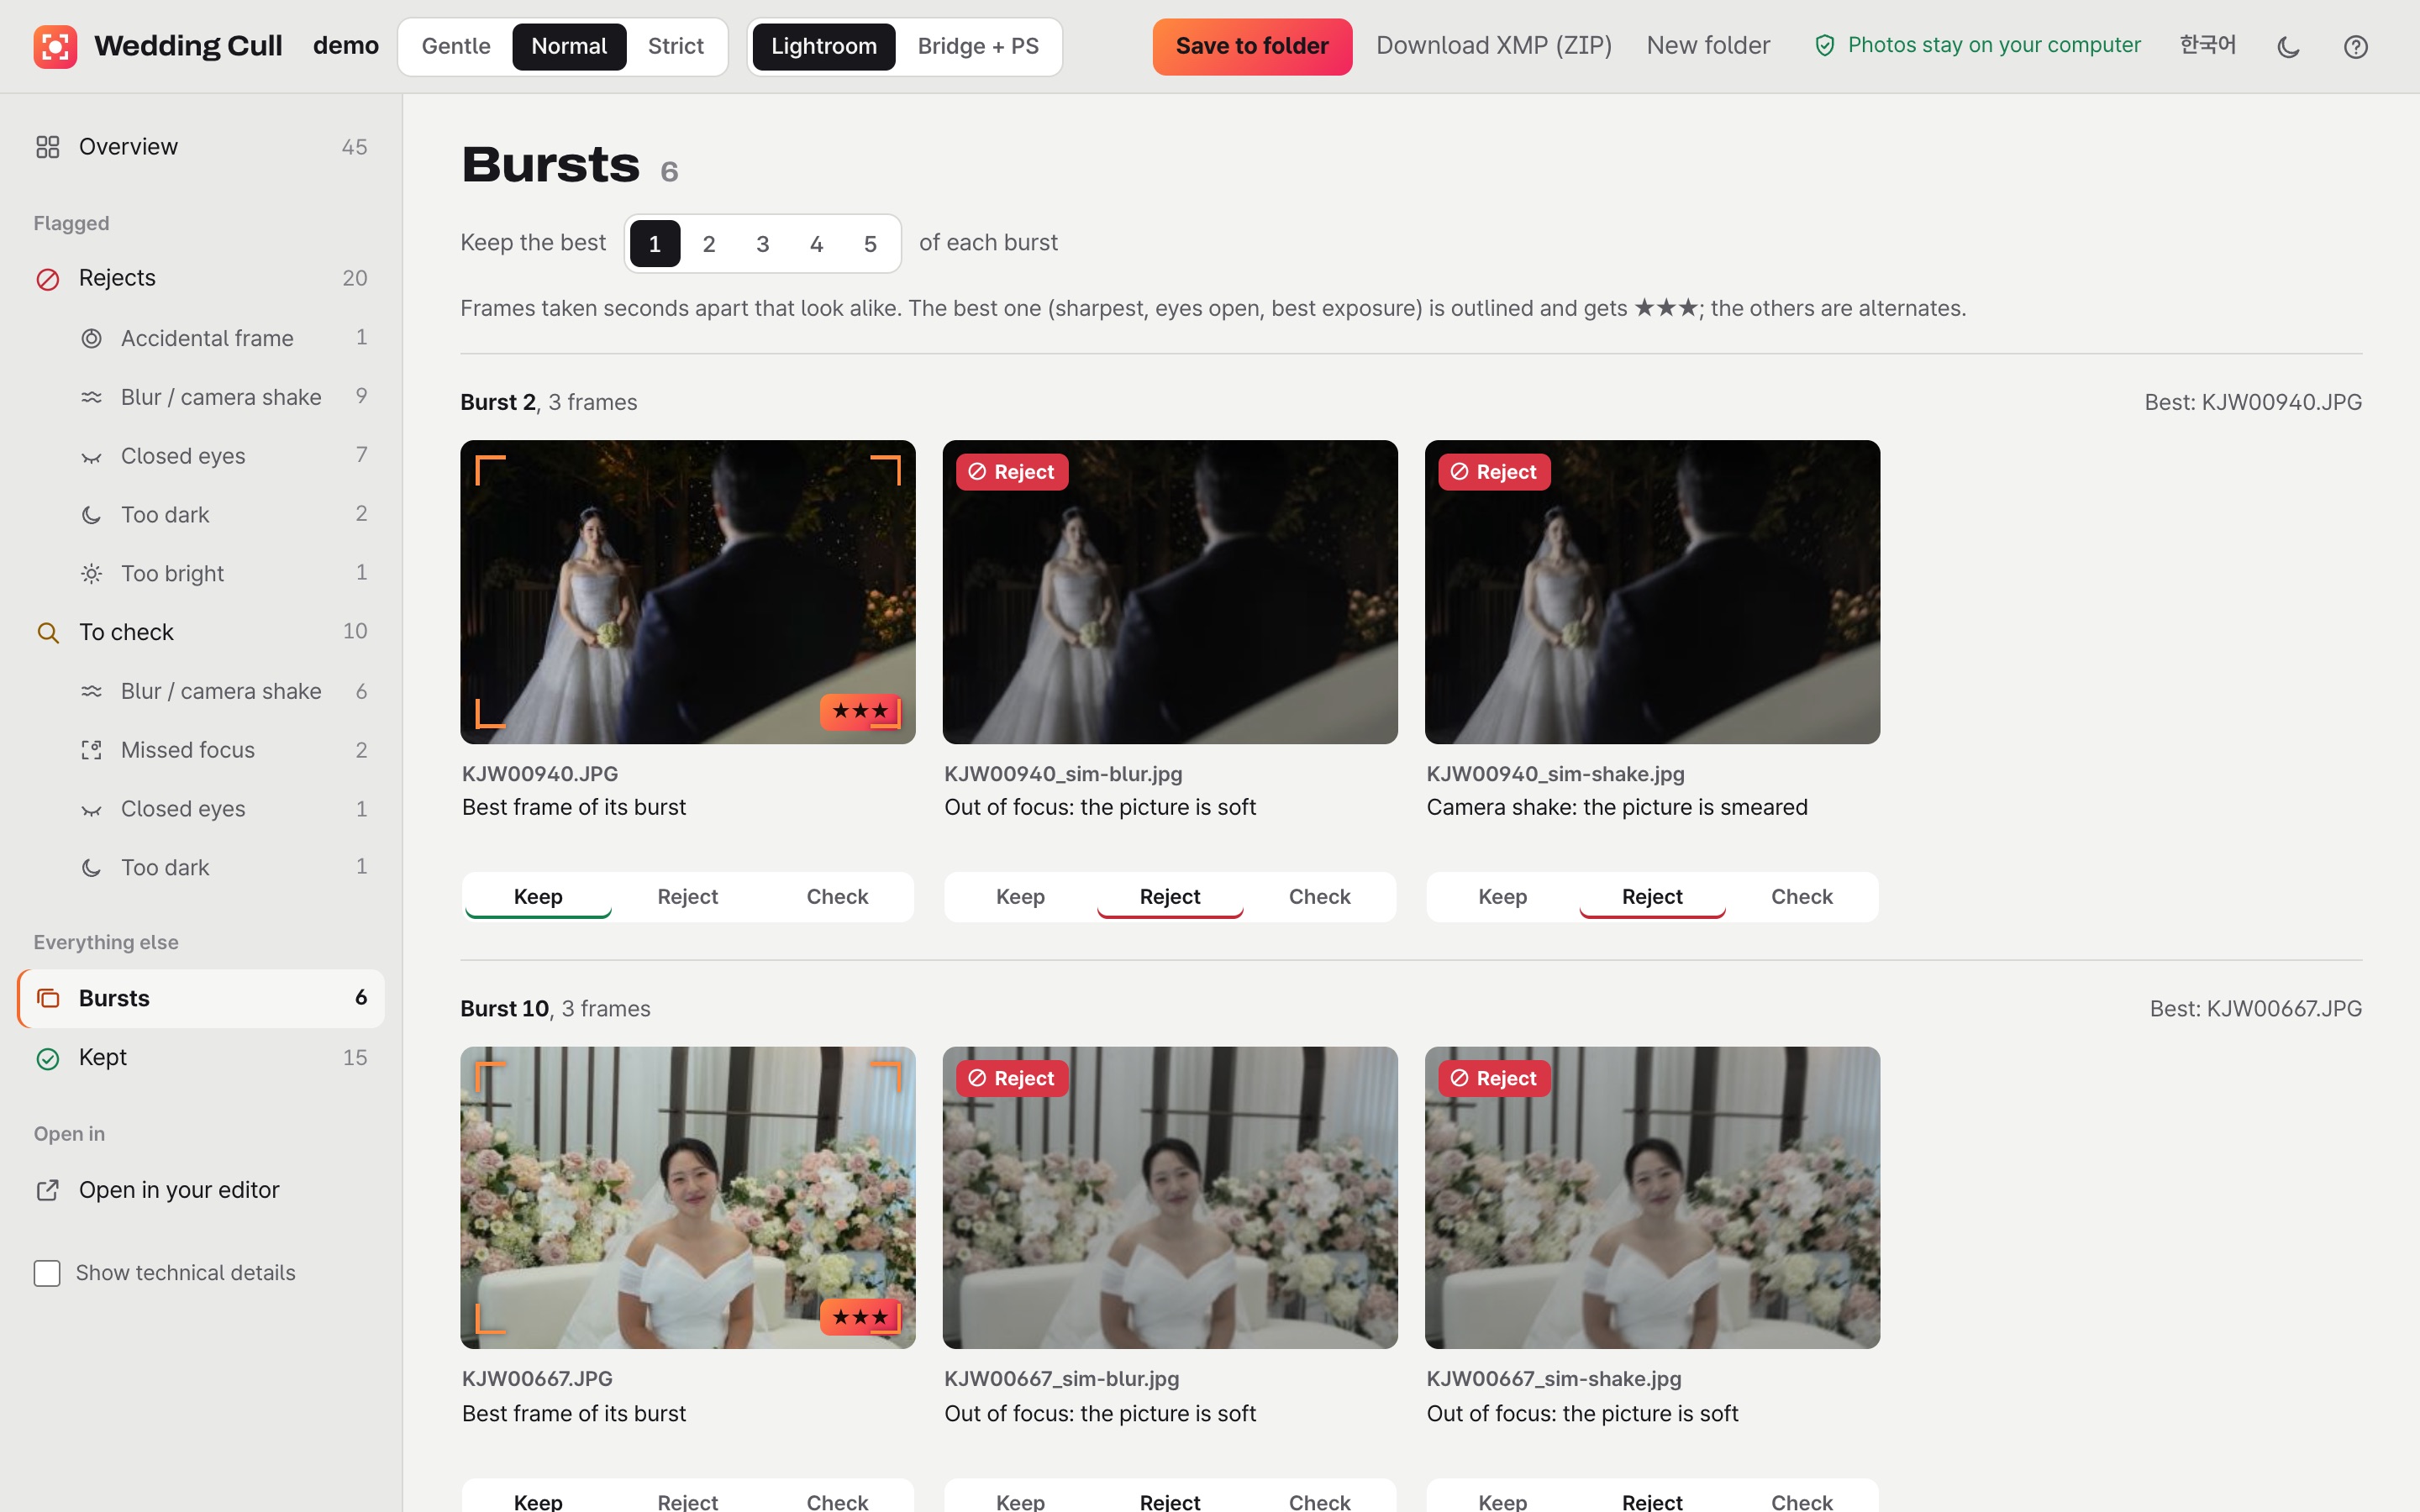 Wedding Cull demo Gentle Normal Strict Lightroom Bridge + PS Save to folder Download XMP (ZIP) New folder Photos stay on your computer 한국어
Overview 45
Flagged
Rejects 20
Accidental frame 1
Blur / camera shake 9
Closed eyes 7
Too dark 2
Too bright 1
To check 10
Blur / camera shake 6
Missed focus 2
Closed eyes 1
Too dark 1
Everything else
Bursts 6
Kept 15
Open in
Open in your editor
Show technical details
Bursts 6
Keep the best 1 2 3 4 5 of each burst
Frames taken seconds apart that look alike. The best one (sharpest, eyes open, best exposure) is outlined and gets ★★★; the others are alternates.
Burst 2, 3 frames Best: KJW00940.JPG
Reject Reject
★★★
KJW00940.JPG KJW00940_sim-blur.jpg KJW00940_sim-shake.jpg
Best frame of its burst Out of focus: the picture is soft Camera shake: the picture is smeared
Keep Reject Check Keep Reject Check Keep Reject Check
Burst 10, 3 frames Best: KJW00667.JPG
Reject Reject
★★★
KJW00667.JPG KJW00667_sim-blur.jpg KJW00667_sim-shake.jpg
Best frame of its burst Out of focus: the picture is soft Out of focus: the picture is soft
Keep Reject Check Keep Reject Check Keep Reject Check